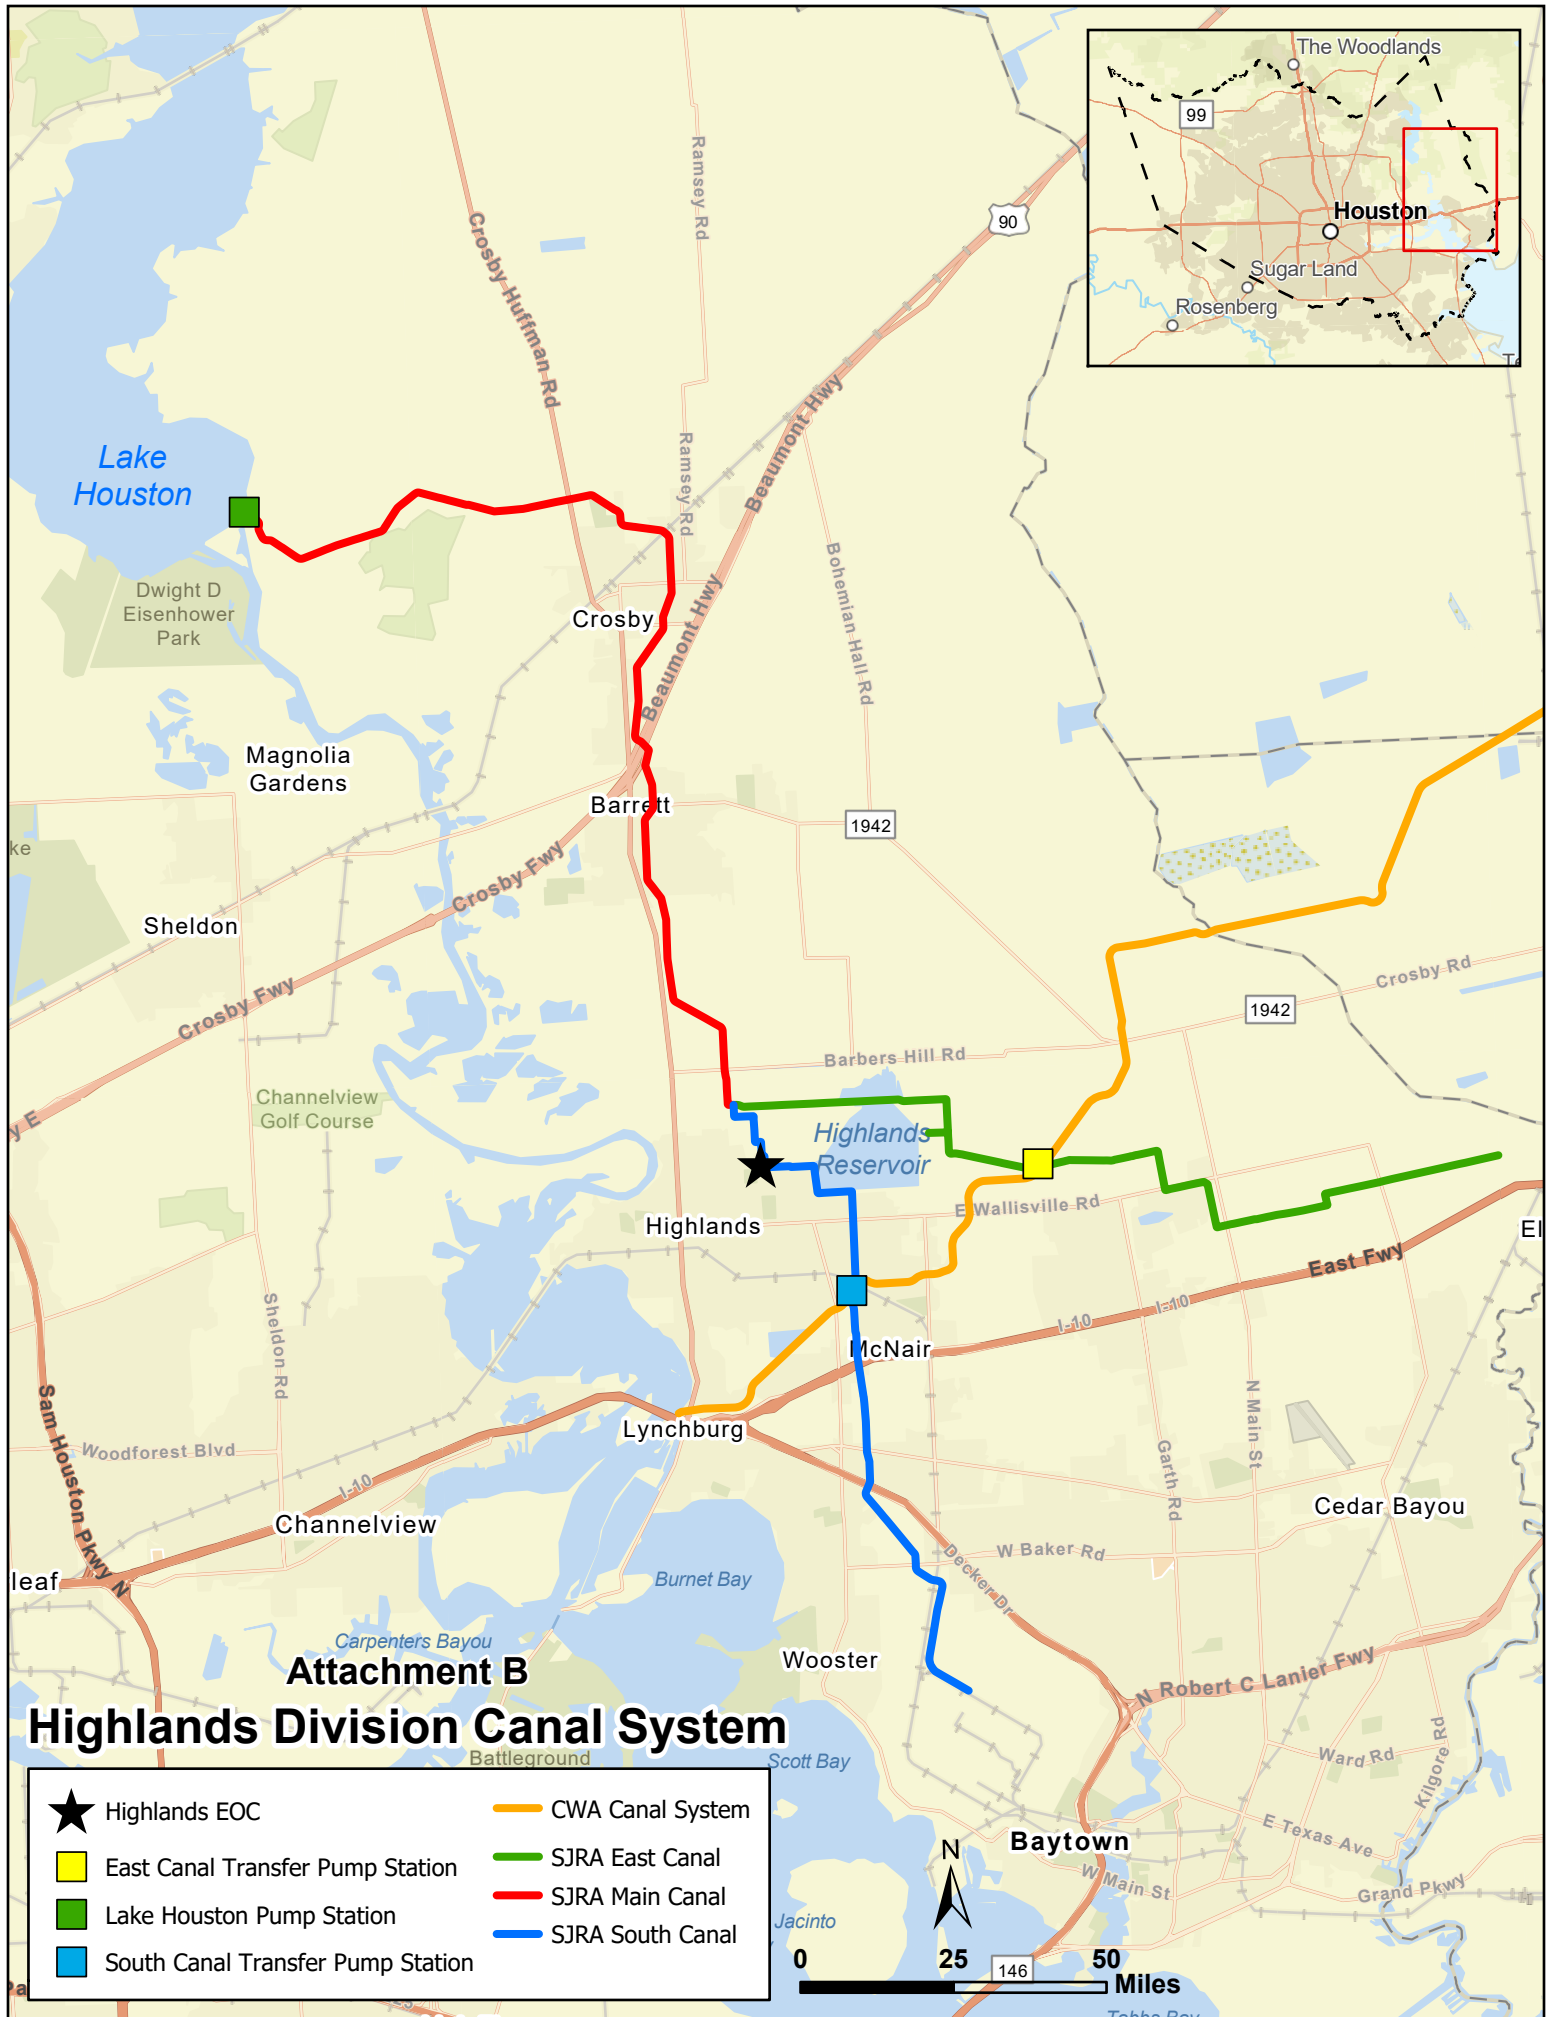 The Woodlands
99
Houston
Sugar Land
Rosenberg
Te
Ramsey Rd
90
Crosby Huffman Rd
Beaumont Hwy
Ramsey Rd
Lake
Houston
Bohemian Hall Rd
Dwight D
Eisenhower
Park
Beaumont Hwy
Crosby
Magnolia
Gardens
Barrett
1942
ke
Crosby Fwy
Sheldon
Crosby Rd
Crosby Fwy
1942
Barbers Hill Rd
Channelview
Golf Course
y E
Highlands
Reservoir
E Wallisville Rd
Highlands
El
East Fwy
I-10
I-10
Sheldon Rd
McNair
Sam Houston Pkwy N
Lynchburg
N Main St
Woodforest Blvd
Garth Rd
I-10
Cedar Bayou
Channelview
W Baker Rd
Decker Dr
leaf
Burnet Bay
Carpenters Bayou
Wooster
Attachment B
N Robert C Lanier Fwy
Highlands Division Canal System
Battleground
Scott Bay
Ward Rd
Kilgore Rd
Highlands EOC
East Canal Transfer Pump Station
Lake Houston Pump Station
South Canal Transfer Pump Station
CWA Canal System
SJRA East Canal
SJRA Main Canal
SJRA South Canal
Baytown
E Texas Ave
N
W Main St
Grand Pkwy
Jacinto
0 25 50
Miles
146
Pa
Tabbs Bay